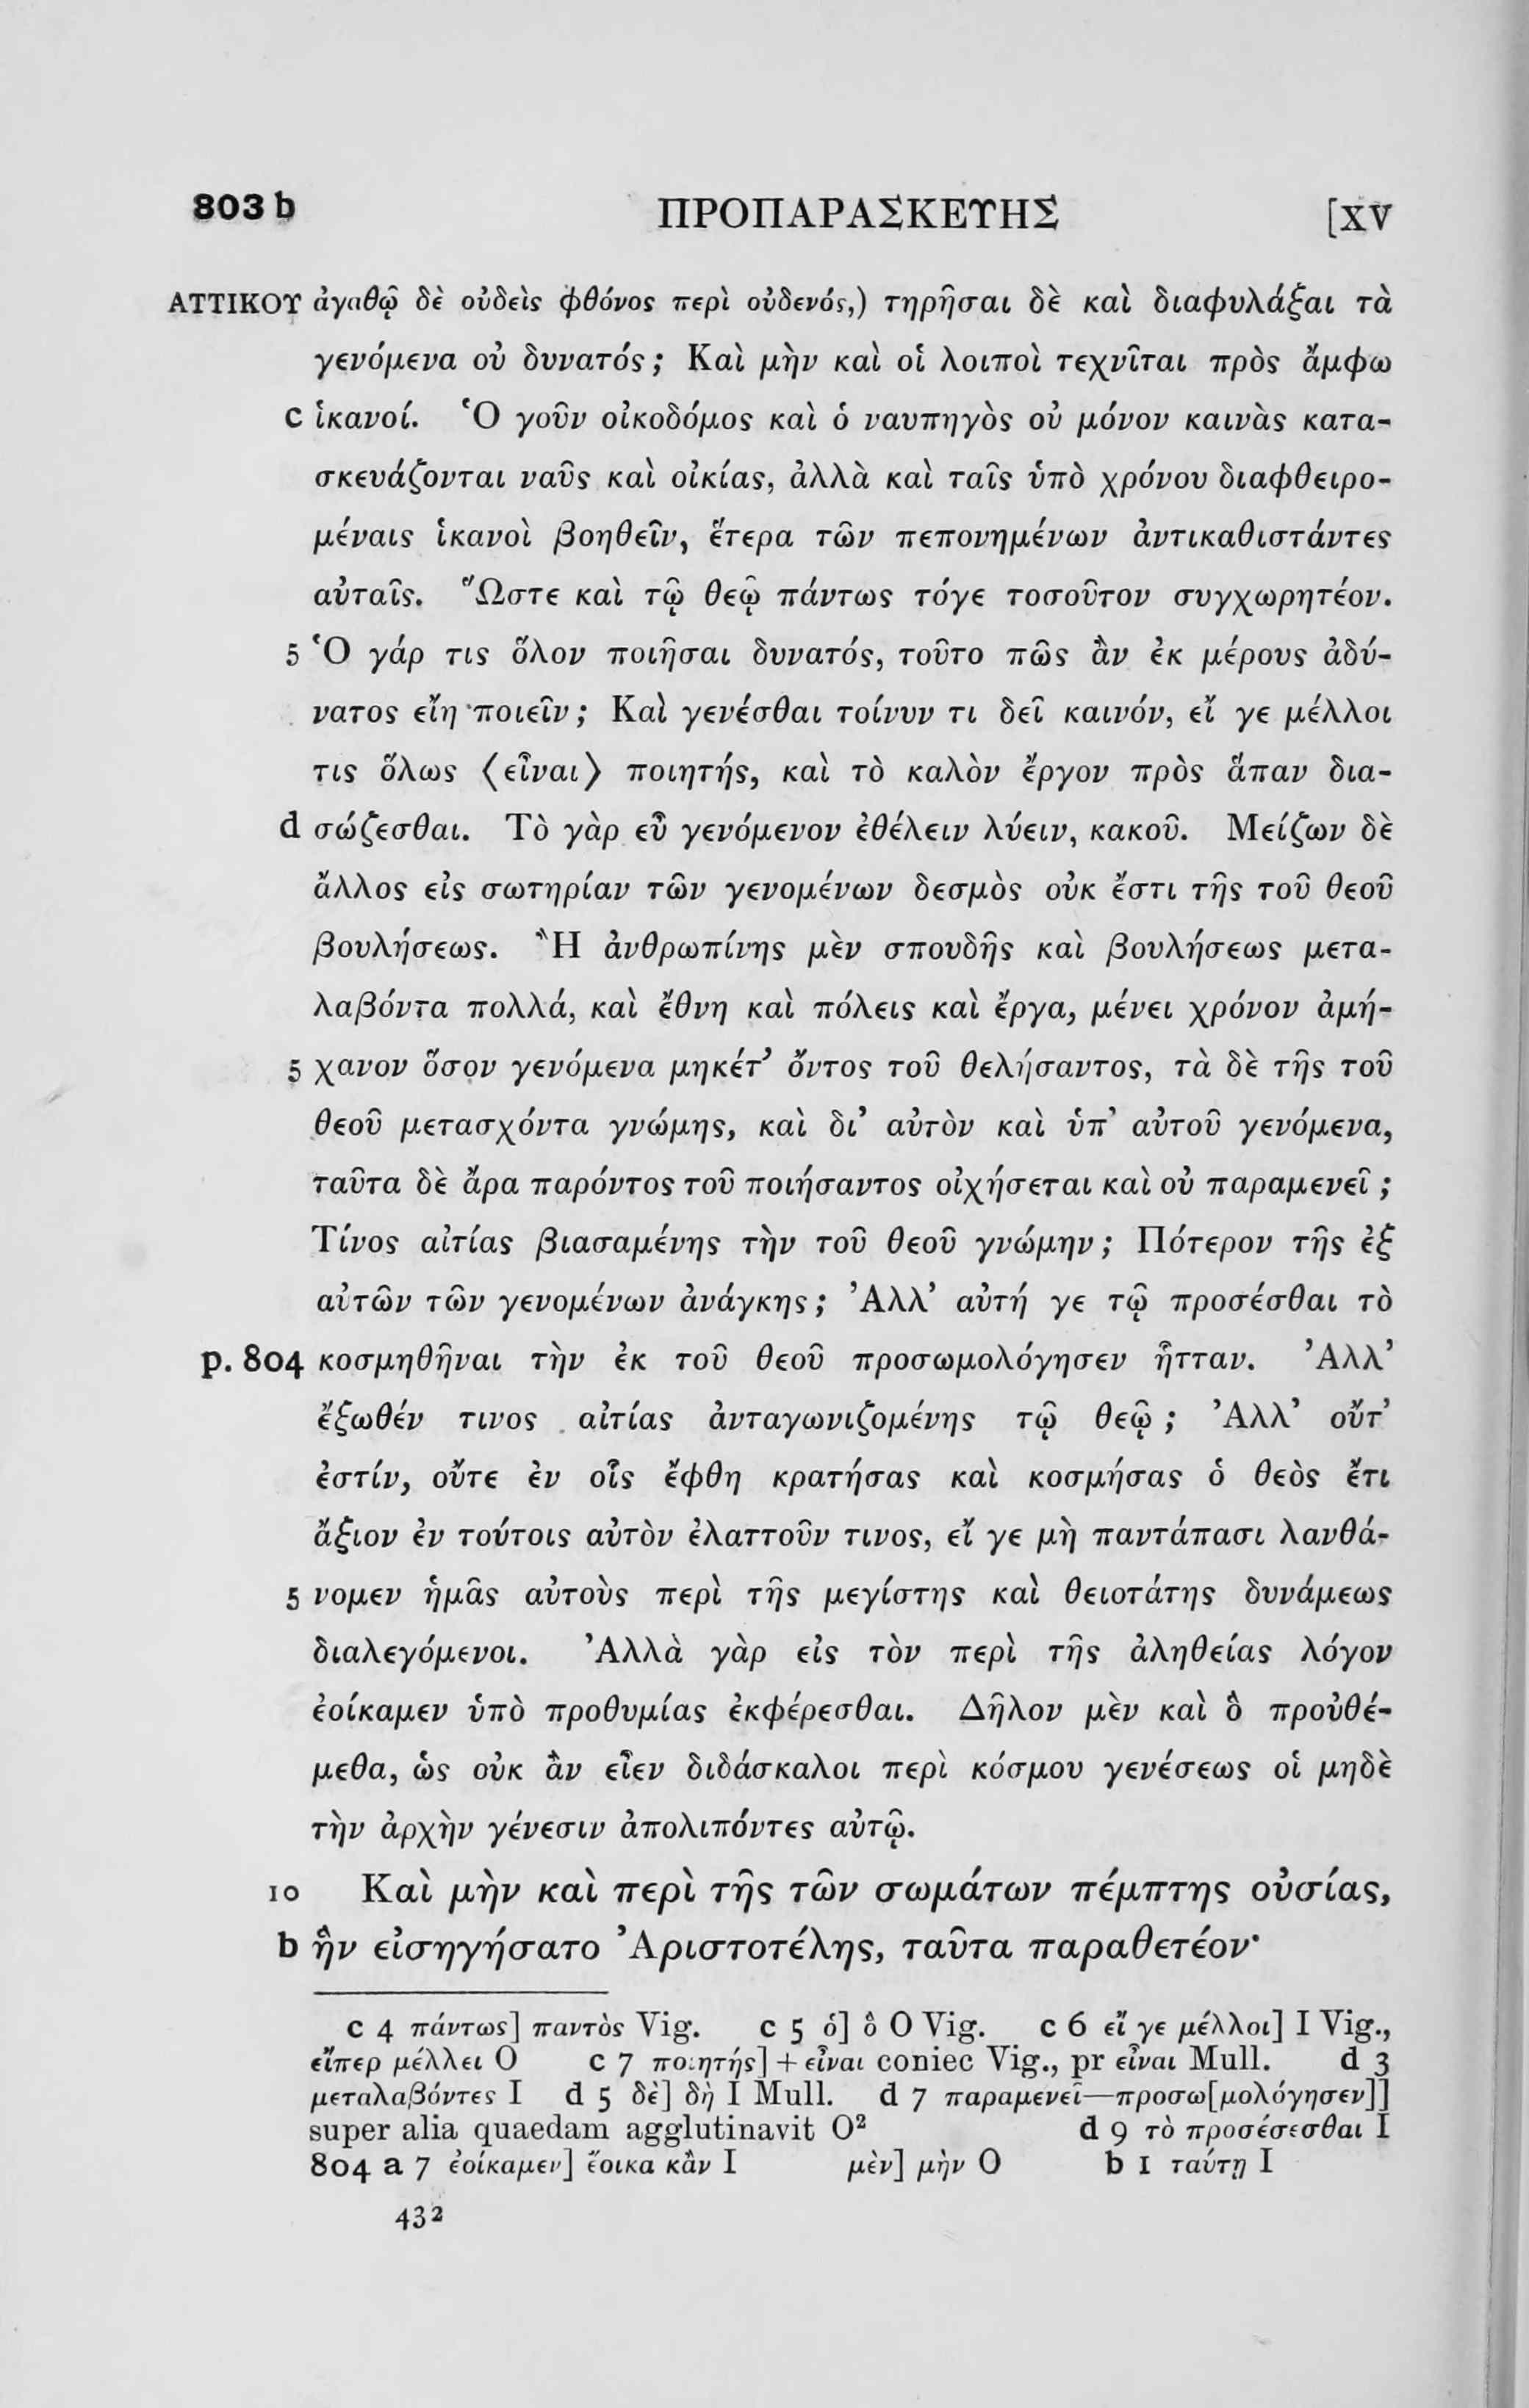 803 b ΠΡΟΠΑΡΑΣΚΕΥΗΣ [XV
ΑΤΤΙΚΟΥ ἀγαθῷ δὲ οὐδεὶς φθόνος περὶ οὐδενός,) τηρῆσαι δὲ καὶ διαφυλάξαι τὰ
γενόμενα οὐ δυνατός; Καὶ μὴν καὶ οἱ λοιποὶ τεχνῖται πρὸς ἄμφω
c ἱκανοί. Ὁ γοῦν οἰκοδόμος καὶ ὁ ναυπηγὸς οὐ μόνον καινὰς κατα-
σκευάζονται ναῦς καὶ οἰκίας, ἀλλὰ καὶ ταῖς ὑπὸ χρόνου διαφθειρο-
μέναις ἱκανοὶ βοηθεῖν, ἕτερα τῶν πεπονημένων ἀντικαθιστάντες
αὐταῖς. Ὥστε καὶ τῷ θεῷ πάντως τόγε τοσοῦτον συγχωρητέον.
5 Ὁ γάρ τις ὅλον ποιῆσαι δυνατός, τοῦτο πῶς ἂν ἐκ μέρους ἀδύ-
νατος εἴη ποιεῖν; Καὶ γενέσθαι τοίνυν τι δεῖ καινόν, εἴ γε μέλλοι
τις ὅλως ⟨εἶναι⟩ ποιητής, καὶ τὸ καλὸν ἔργον πρὸς ἅπαν δια-
d σώζεσθαι. Τὸ γὰρ εὖ γενόμενον ἐθέλειν λύειν, κακοῦ. Μείζων δὲ
ἄλλος εἰς σωτηρίαν τῶν γενομένων δεσμὸς οὐκ ἔστι τῆς τοῦ θεοῦ
βουλήσεως. Ἢ ἀνθρωπίνης μὲν σπουδῆς καὶ βουλήσεως μετα-
λαβόντα πολλά, καὶ ἔθνη καὶ πόλεις καὶ ἔργα, μένει χρόνον ἀμή-
5 χανον ὅσον γενόμενα μηκέτ’ ὄντος τοῦ θελήσαντος, τὰ δὲ τῆς τοῦ
θεοῦ μετασχόντα γνώμης, καὶ δι’ αὐτὸν καὶ ὑπ’ αὐτοῦ γενόμενα,
ταῦτα δὲ ἄρα παρόντος τοῦ ποιήσαντος οἰχήσεται καὶ οὐ παραμενεῖ;
Τίνος αἰτίας βιασαμένης τὴν τοῦ θεοῦ γνώμην; Πότερον τῆς ἐξ
αὐτῶν τῶν γενομένων ἀνάγκης; Ἀλλ’ αὐτή γε τῷ προσέσθαι τὸ
p. 804 κοσμηθῆναι τὴν ἐκ τοῦ θεοῦ προσωμολόγησεν ἧτταν. Ἀλλ’
ἔξωθέν τινος αἰτίας ἀνταγωνιζομένης τῷ θεῷ; Ἀλλ’ οὔτ’
ἐστίν, οὔτε ἐν οἷς ἔφθη κρατήσας καὶ κοσμήσας ὁ θεὸς ἔτι
ἄξιον ἐν τούτοις αὐτὸν ἐλαττοῦν τινος, εἴ γε μὴ παντάπασι λανθά-
5 νομεν ἡμᾶς αὐτοὺς περὶ τῆς μεγίστης καὶ θειοτάτης δυνάμεως
διαλεγόμενοι. Ἀλλὰ γὰρ εἰς τὸν περὶ τῆς ἀληθείας λόγον
ἐοίκαμεν ὑπὸ προθυμίας ἐκφέρεσθαι. Δῆλον μὲν καὶ ὃ προὐθέ-
μεθα, ὡς οὐκ ἂν εἶεν διδάσκαλοι περὶ κόσμου γενέσεως οἱ μηδὲ
τὴν ἀρχὴν γένεσιν ἀπολιπόντες αὐτῷ.
10 Καὶ μὴν καὶ περὶ τῆς τῶν σωμάτων πέμπτης οὐσίας,
b ἣν εἰσηγήσατο Ἀριστοτέλης, ταῦτα παραθετέον·
c 4 πάντως] παντὸς Vig. c 5 ὁ] ὃ O Vig. c 6 εἴ γε μέλλοι] I Vig.,
εἴπερ μέλλει O c 7 ποιητής] + εἶναι coniec Vig., pr εἶναι Mull. d 3
μεταλαβόντες I d 5 δὲ] δὴ I Mull. d 7 παραμενεῖ—προσω[μολόγησεν]]
super alia quaedam agglutinavit O²  d 9 τὸ προσέσεσθαι I
804 a 7 ἐοίκαμεν] ἔοικα κἂν I μὲν] μὴν O b 1 ταύτῃ I
432